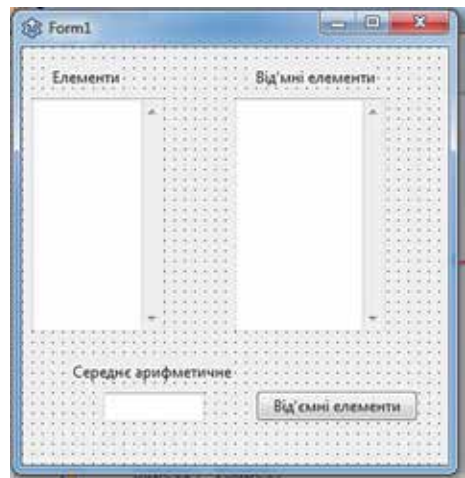 Form1
Елементи
Від'мні елементи
Середнє арифметичне
Від'ємні елементи